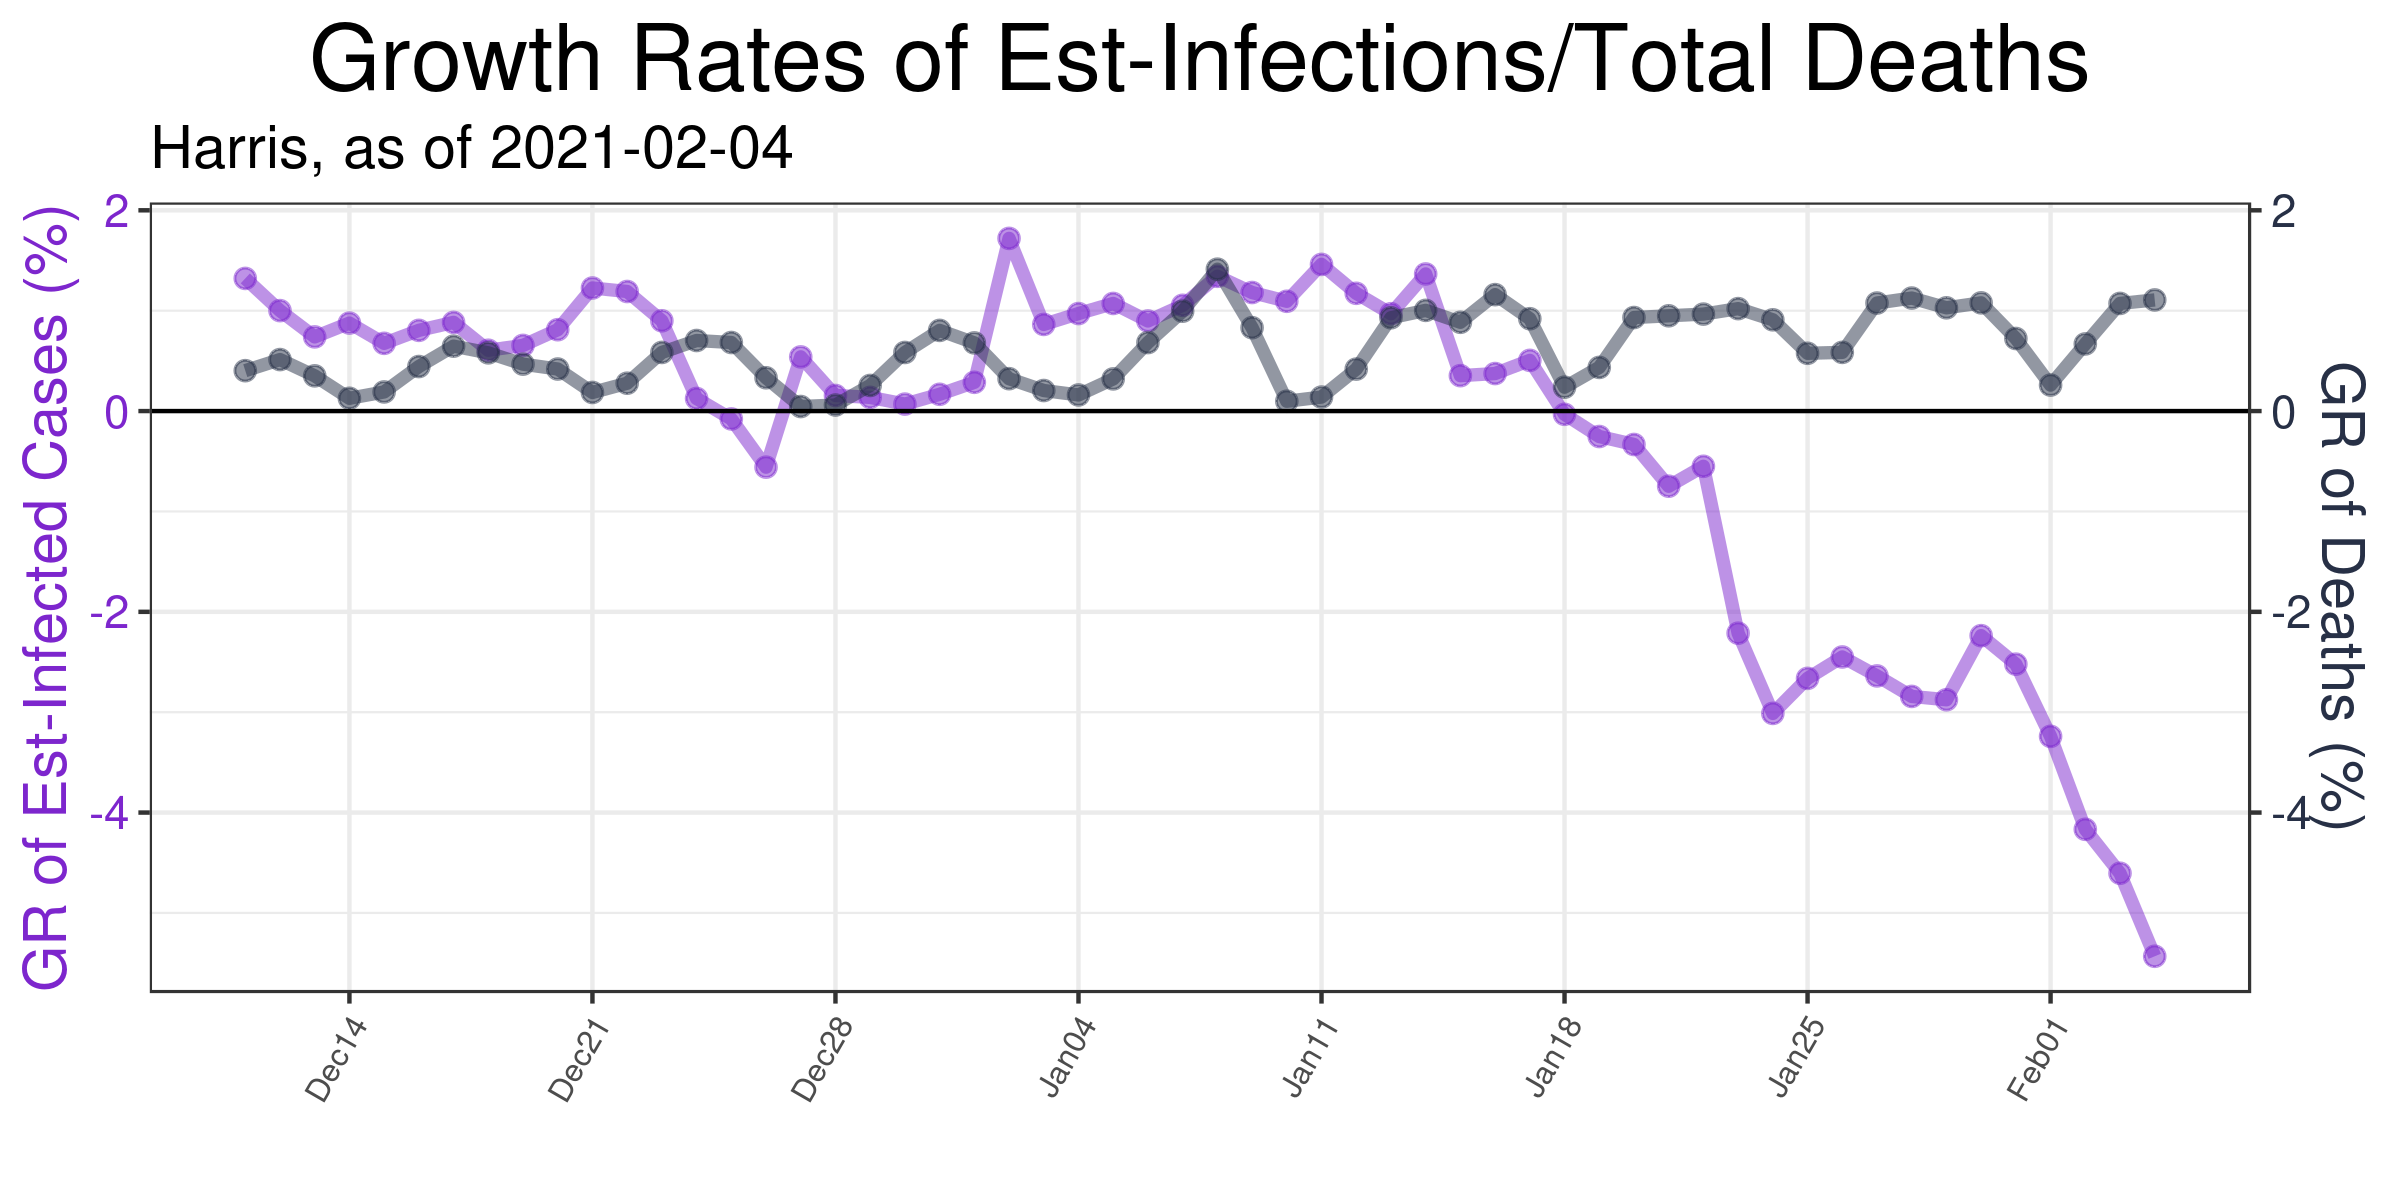 Growth Rates of Est-Infections/Total Deaths
Harris, as of 2021-02-04
GR of Est-Infected Cases (%)
2
0
-2
-4
2
0
-2
-4
GR of Deaths (%)
Dec14
Dec21
Dec28
Jan04
Jan11
Jan18
Jan25
Feb01